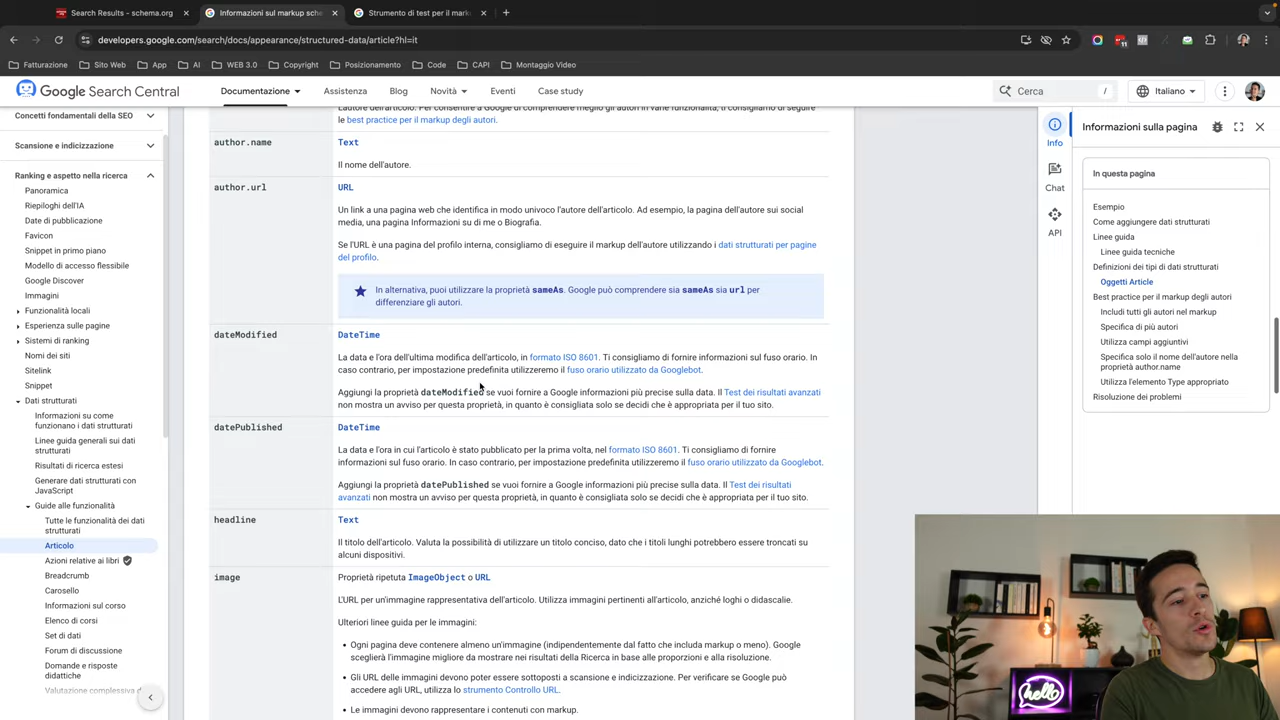 Search Results - schema.org
Informazioni sul markup sche
Strumento di test per il mark
developers.google.com/search/docs/appearance/structured-data/article?hl=it
Fatturazione
Sito Web
App
AI
WEB 3.0
Copyright
Posizionamento
Code
CAPI
Montaggio Video
Google Search Central
Documentazione
Assistenza
Blog
Novità
Eventi
Case study
Cerca
/
Italiano
Concetti fondamentali della SEO
Scansione e indicizzazione
Ranking e aspetto nella ricerca
Panoramica
Riepiloghi dell'IA
Date di pubblicazione
Favicon
Snippet in primo piano
Modello di accesso flessibile
Google Discover
Immagini
Funzionalità locali
Esperienza sulle pagine
Sistemi di ranking
Nomi dei siti
Sitelink
Snippet
Dati strutturati
Informazioni su come
funzionano i dati strutturati
Linee guida generali sui dati
strutturati
Risultati di ricerca estesi
Generare dati strutturati con
JavaScript
Guide alle funzionalità
Tutte le funzionalità dei dati
strutturati
Articolo
Azioni relative ai libri
Breadcrumb
Carosello
Informazioni sul corso
Elenco di corsi
Set di dati
Forum di discussione
Domande e risposte
didattiche
Valutazione complessiva d
L'autore dell'articolo. Per consentire a Google di comprendere meglio gli autori in varie funzionalità, ti consigliamo di seguire
le best practice per il markup degli autori.
author.name
Text
Il nome dell'autore.
author.url
URL
Un link a una pagina web che identifica in modo univoco l'autore dell'articolo. Ad esempio, la pagina dell'autore sui social
media, una pagina Informazioni su di me o Biografia.
Se l'URL è una pagina del profilo interna, consigliamo di eseguire il markup dell'autore utilizzando i dati strutturati per pagine
del profilo.
In alternativa, puoi utilizzare la proprietà sameAs. Google può comprendere sia sameAs sia url per
differenziare gli autori.
dateModified
DateTime
La data e l'ora dell'ultima modifica dell'articolo, in formato ISO 8601. Ti consigliamo di fornire informazioni sul fuso orario. In
caso contrario, per impostazione predefinita utilizzeremo il fuso orario utilizzato da Googlebot.
Aggiungi la proprietà dateModified se vuoi fornire a Google informazioni più precise sulla data. Il Test dei risultati avanzati
non mostra un avviso per questa proprietà, in quanto è consigliata solo se decidi che è appropriata per il tuo sito.
datePublished
DateTime
La data e l'ora in cui l'articolo è stato pubblicato per la prima volta, nel formato ISO 8601. Ti consigliamo di fornire
informazioni sul fuso orario. In caso contrario, per impostazione predefinita utilizzeremo il fuso orario utilizzato da Googlebot.
Aggiungi la proprietà datePublished se vuoi fornire a Google informazioni più precise sulla data. Il Test dei risultati
avanzati non mostra un avviso per questa proprietà, in quanto è consigliata solo se decidi che è appropriata per il tuo sito.
headline
Text
Il titolo dell'articolo. Valuta la possibilità di utilizzare un titolo conciso, dato che i titoli lunghi potrebbero essere troncati su
alcuni dispositivi.
image
Proprietà ripetuta ImageObject o URL
L'URL per un'immagine rappresentativa dell'articolo. Utilizza immagini pertinenti all'articolo, anziché loghi o didascalie.
Ulteriori linee guida per le immagini:
• Ogni pagina deve contenere almeno un'immagine (indipendentemente dal fatto che includa markup o meno). Google
sceglierà l'immagine migliore da mostrare nei risultati della Ricerca in base alle proporzioni e alla risoluzione.
• Gli URL delle immagini devono poter essere sottoposti a scansione e indicizzazione. Per verificare se Google può
accedere agli URL, utilizza lo strumento Controllo URL.
• Le immagini devono rappresentare i contenuti con markup.
Info
Chat
API
Informazioni sulla pagina
In questa pagina
Esempio
Come aggiungere dati strutturati
Linee guida
Linee guida tecniche
Definizioni dei tipi di dati strutturati
Oggetti Article
Best practice per il markup degli autori
Includi tutti gli autori nel markup
Specifica di più autori
Utilizza campi aggiuntivi
Specifica solo il nome dell'autore nella
proprietà author.name
Utilizza l'elemento Type appropriato
Risoluzione dei problemi
hello